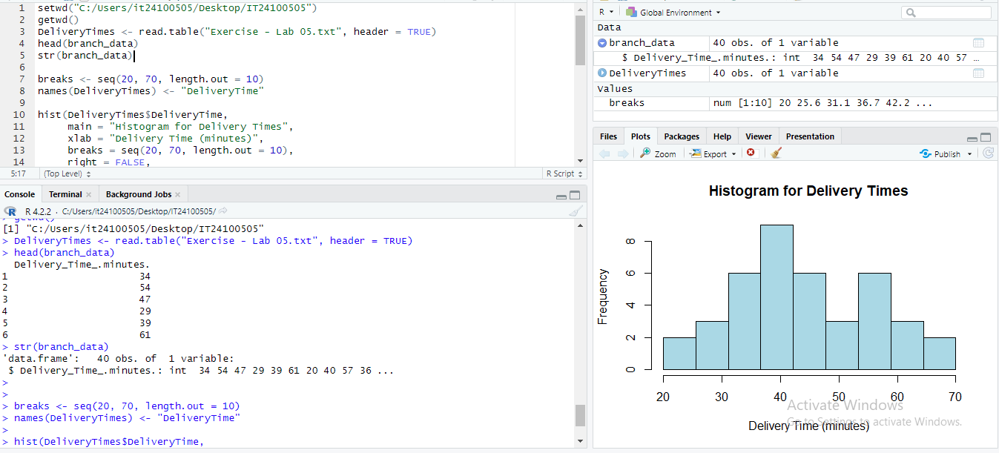 1 setwd("C:/Users/it24100505/Desktop/IT24100505")
2 getwd()
3 DeliveryTimes <- read.table("Exercise - Lab 05.txt", header = TRUE)
4 head(branch_data)
5 str(branch_data)
6
7 breaks <- seq(20, 70, length.out = 10)
8 names(DeliveryTimes) <- "DeliveryTime"
9
10 hist(DeliveryTimes$DeliveryTime,
11 main = "Histogram for Delivery Times",
12 xlab = "Delivery Time (minutes)",
13 breaks = seq(20, 70, length.out = 10),
14 right = FALSE,
5:17 (Top Level) R Script
Console Terminal Background Jobs
R 4.2.2 · C:/Users/it24100505/Desktop/IT24100505/
> getwd()
[1] "C:/Users/it24100505/Desktop/IT24100505"
> DeliveryTimes <- read.table("Exercise - Lab 05.txt", header = TRUE)
> head(branch_data)
Delivery_Time_.minutes.
1 34
2 54
3 47
4 29
5 39
6 61
> str(branch_data)
'data.frame': 40 obs. of 1 variable:
$ Delivery_Time_.minutes.: int 34 54 47 29 39 61 20 40 57 36 ...
>
>
> breaks <- seq(20, 70, length.out = 10)
> names(DeliveryTimes) <- "DeliveryTime"
>
> hist(DeliveryTimes$DeliveryTime,
R Global Environment
Data
branch_data 40 obs. of 1 variable
$ Delivery_Time_.minutes.: int 34 54 47 29 39 61 20 40 57 …
DeliveryTimes 40 obs. of 1 variable
Values
breaks num [1:10] 20 25.6 31.1 36.7 42.2 ...
Files Plots Packages Help Viewer Presentation
Zoom Export Publish
Histogram for Delivery Times
Frequency
8
6
4
2
0
20 30 40 50 60 70
Delivery Time (minutes)
Activate Windows
Go to Settings to activate Windows.